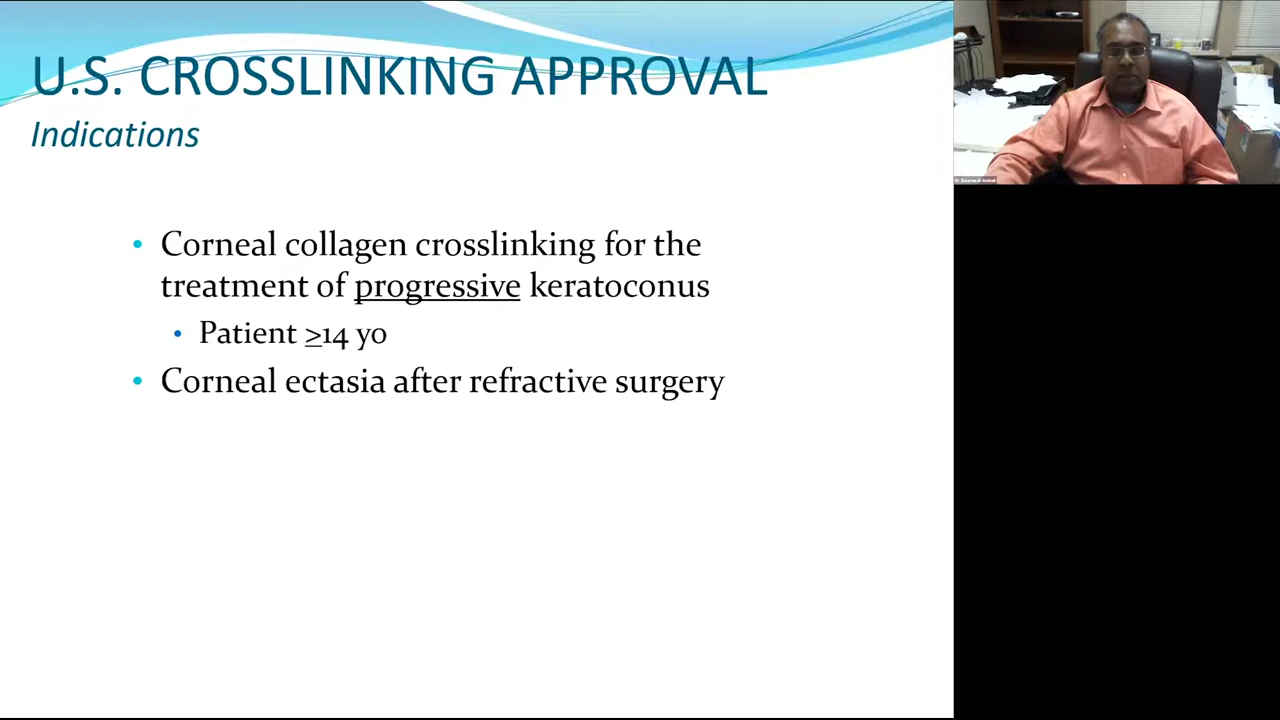 U.S. CROSSLINKING APPROVAL
Indications
• Corneal collagen crosslinking for the
treatment of progressive keratoconus
• Patient ≥14 yo
• Corneal ectasia after refractive surgery